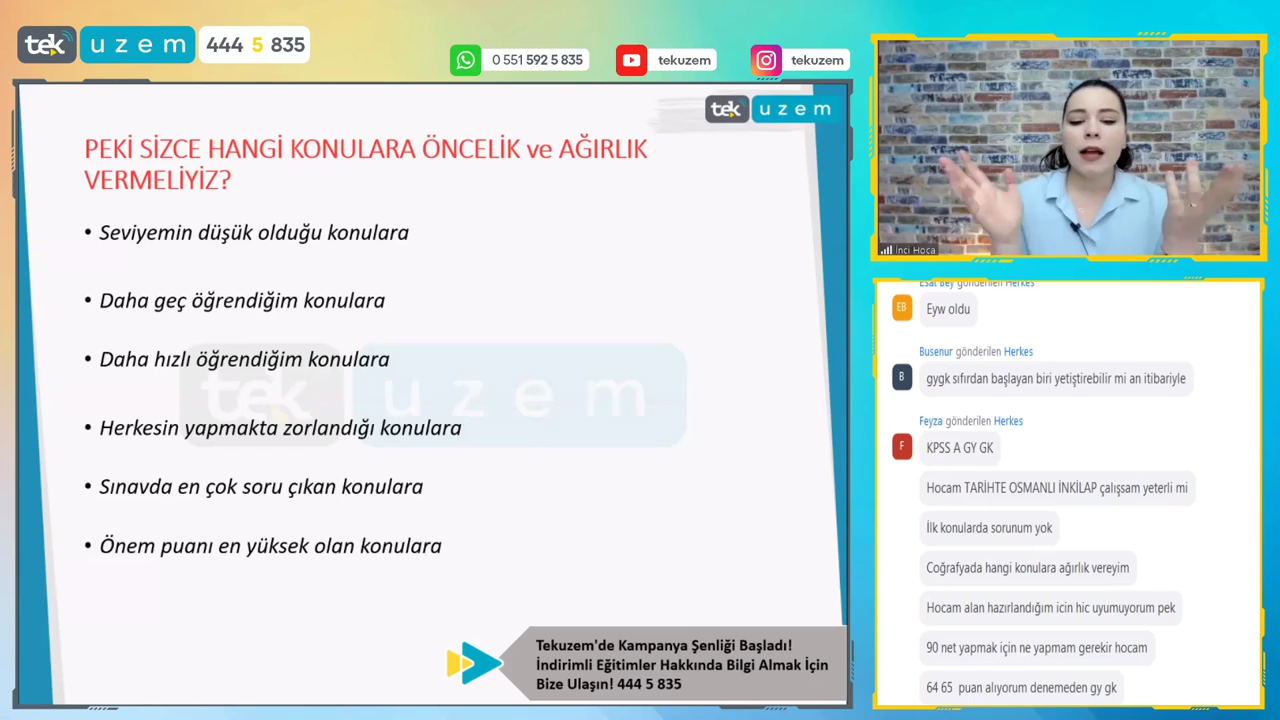 tek uzem 444 5 835
0 551 592 5 835
tekuzem
tekuzem
tek uzem
PEKİ SİZCE HANGİ KONULARA ÖNCELİK ve AĞIRLIK
VERMELİYİZ?
• Seviyemin düşük olduğu konulara
• Daha geç öğrendiğim konulara
• Daha hızlı öğrendiğim konulara
tek uzem
• Herkesin yapmakta zorlandığı konulara
• Sınavda en çok soru çıkan konulara
• Önem puanı en yüksek olan konulara
Tekuzem'de Kampanya Şenliği Başladı!
İndirimli Eğitimler Hakkında Bilgi Almak İçin
Bize Ulaşın! 444 5 835
İnci Hoca
Esat Bey gönderilen Herkes
EB
Eyw oldu
Busenur gönderilen Herkes
B
gygk sıfırdan başlayan biri yetiştirebilir mi an itibariyle
Feyza gönderilen Herkes
F
KPSS A GY GK
Hocam TARİHTE OSMANLI İNKİLAP çalışsam yeterli mi
İlk konularda sorunum yok
Coğrafyada hangi konulara ağırlık vereyim
Hocam alan hazırlandığım icin hic uyumuyorum pek
90 net yapmak için ne yapmam gerekir hocam
64 65 puan alıyorum denemeden gy gk